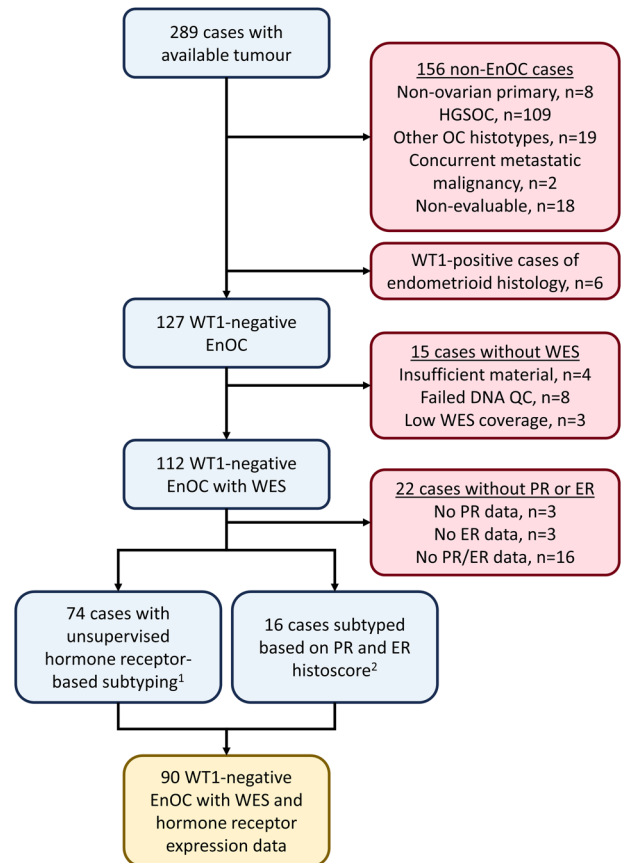 289 cases with
available tumour
156 non-EnOC cases
Non-ovarian primary, n=8
HGSOC, n=109
Other OC histotypes, n=19
Concurrent metastatic
malignancy, n=2
Non-evaluable, n=18
WT1-positive cases of
endometrioid histology, n=6
127 WT1-negative
EnOC
15 cases without WES
Insufficient material, n=4
Failed DNA QC, n=8
Low WES coverage, n=3
112 WT1-negative
EnOC with WES
22 cases without PR or ER
No PR data, n=3
No ER data, n=3
No PR/ER data, n=16
74 cases with
unsupervised
hormone receptor-
based subtyping¹
16 cases subtyped
based on PR and ER
histoscore²
90 WT1-negative
EnOC with WES and
hormone receptor
expression data